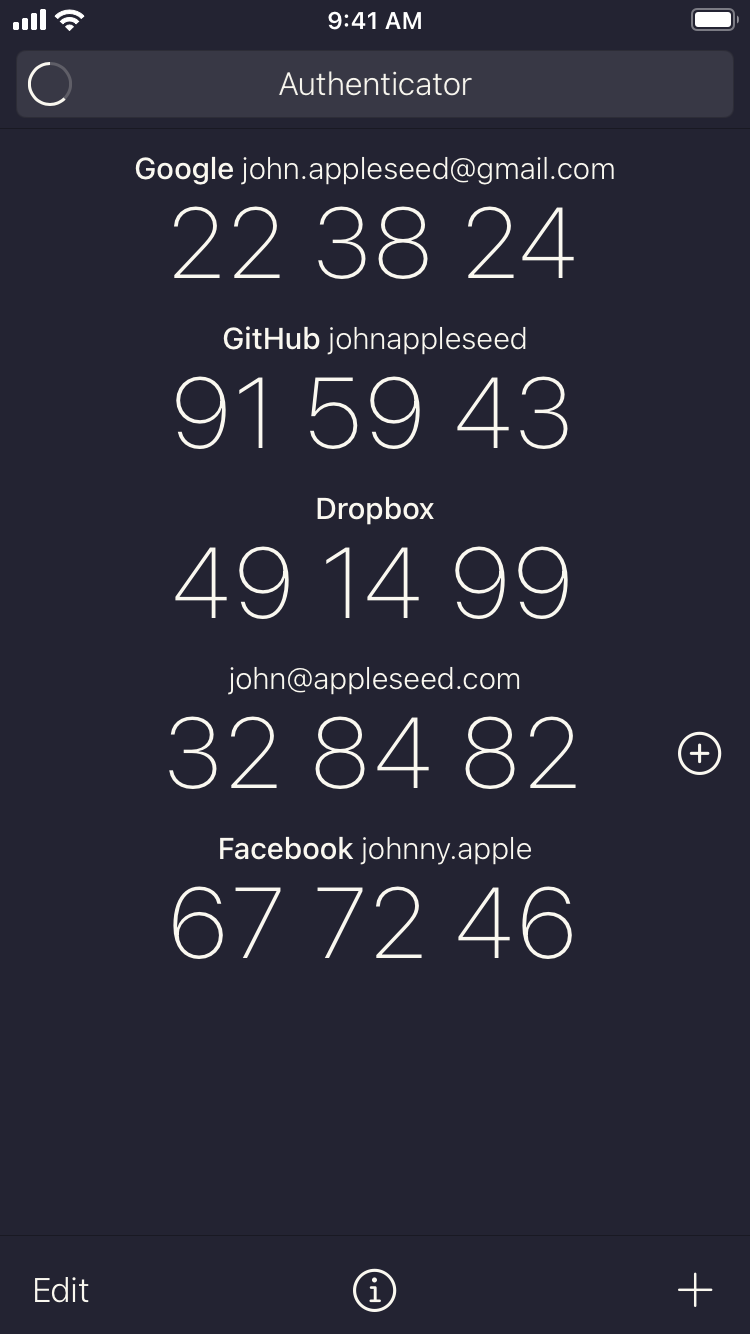 9:41 AM
Authenticator
Google john.appleseed@gmail.com
22 38 24
GitHub johnappleseed
91 59 43
Dropbox
49 14 99
john@appleseed.com
32 84 82
Facebook johnny.apple
67 72 46
Edit